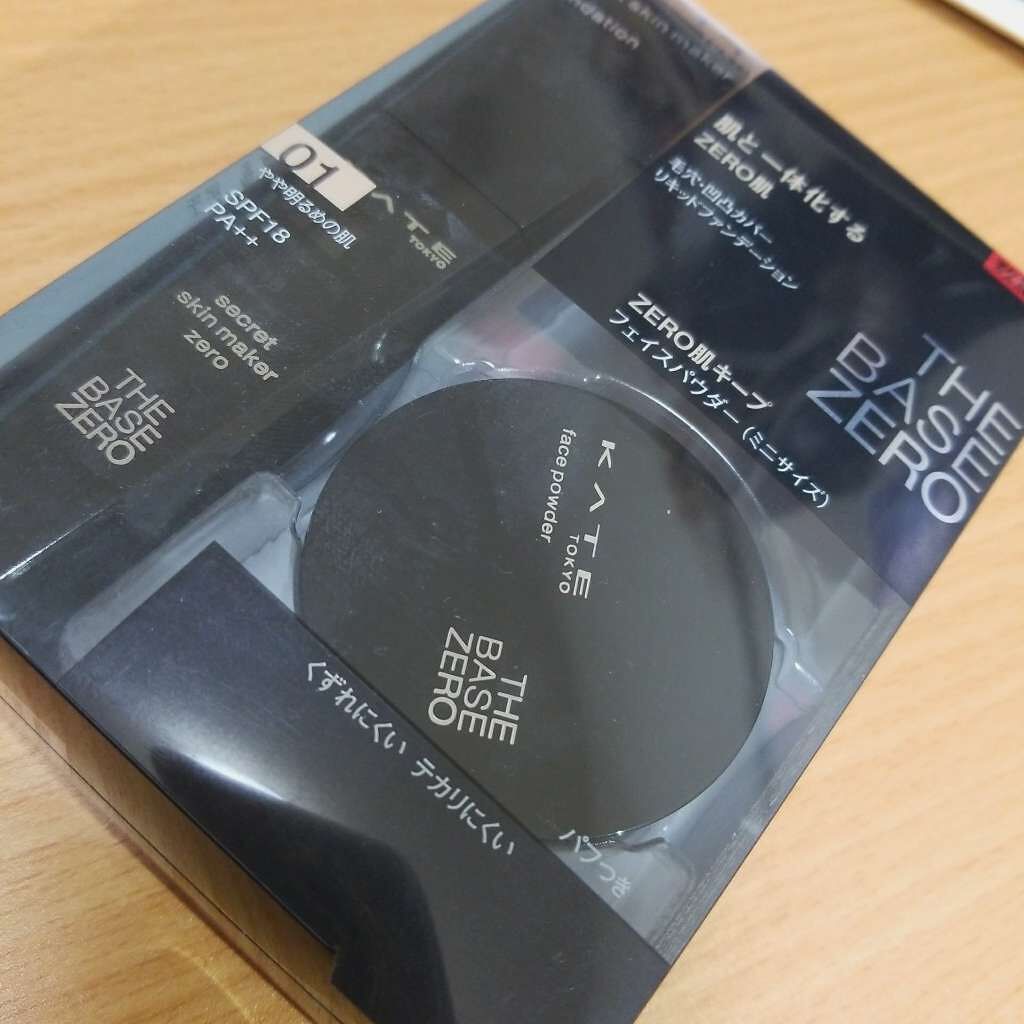 skin maker
ndation
01
やや明るめの肌
SPF18
PA++
KATE
TOKYO
secret
skin maker
zero
THE
BASE
ZERO
肌と一体化する
ZERO肌
毛穴・凹凸カバー
リキッドファンデーション
ZERO肌キープ
フェイスパウダー(ミニサイズ)
THE
BASE
ZERO
KATE
TOKYO
face powder
THE
BASE
ZERO
くずれにくい テカリにくい
パフつき